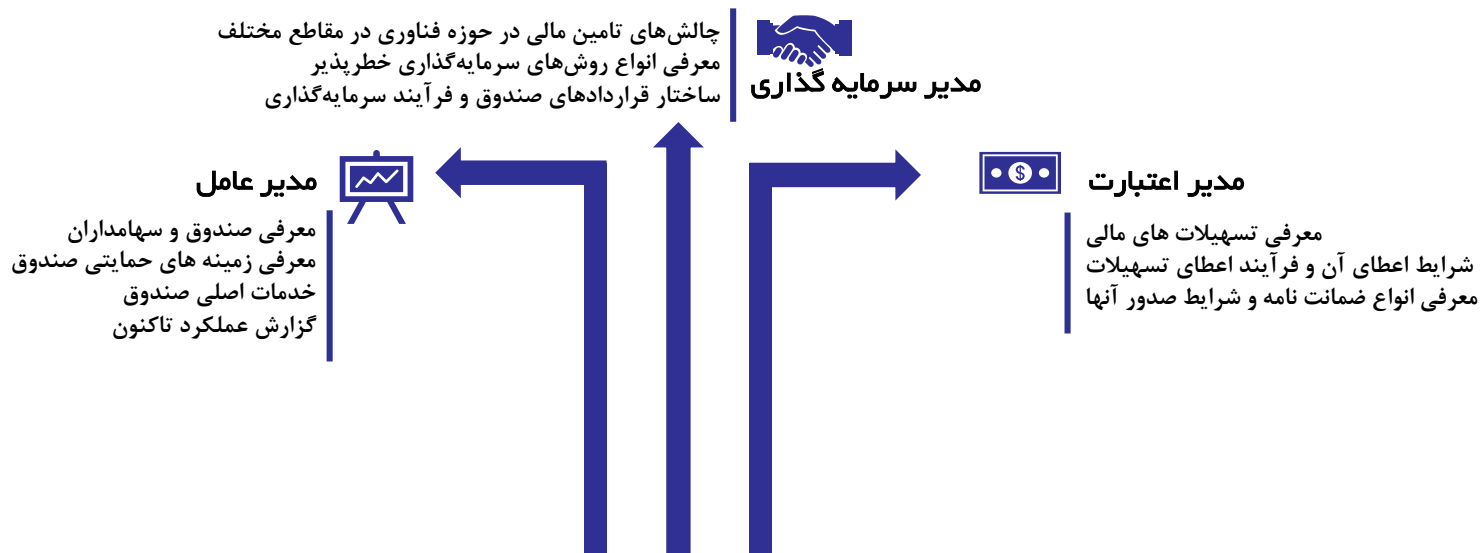 چالش‌های تامین مالی در حوزه فناوری در مقاطع مختلف
معرفی انواع روش‌های سرمایه‌گذاری خطرپذیر
ساختار قراردادهای صندوق و فرآیند سرمایه‌گذاری
مدیر سرمایه گذاری
مدیر اعتبارت
معرفی تسهیلات های مالی
شرایط اعطای آن و فرآیند اعطای تسهیلات
معرفی انواع ضمانت نامه و شرایط صدور آنها
مدیر عامل
معرفی صندوق و سهامداران
معرفی زمینه های حمایتی صندوق
خدمات اصلی صندوق
گزارش عملکرد تاکنون
$